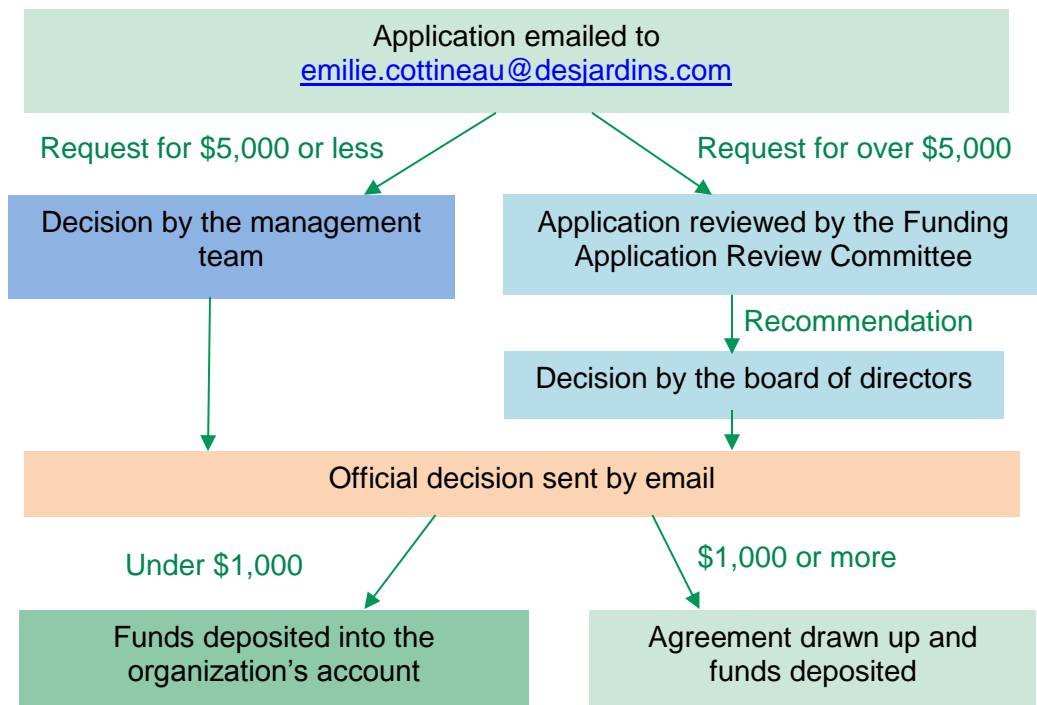 Application emailed to
emilie.cottineau@desjardins.com
Request for $5,000 or less
Request for over $5,000
Decision by the management
team
Application reviewed by the Funding
Application Review Committee
Recommendation
Decision by the board of directors
Official decision sent by email
Under $1,000
$1,000 or more
Funds deposited into the
organization’s account
Agreement drawn up and
funds deposited